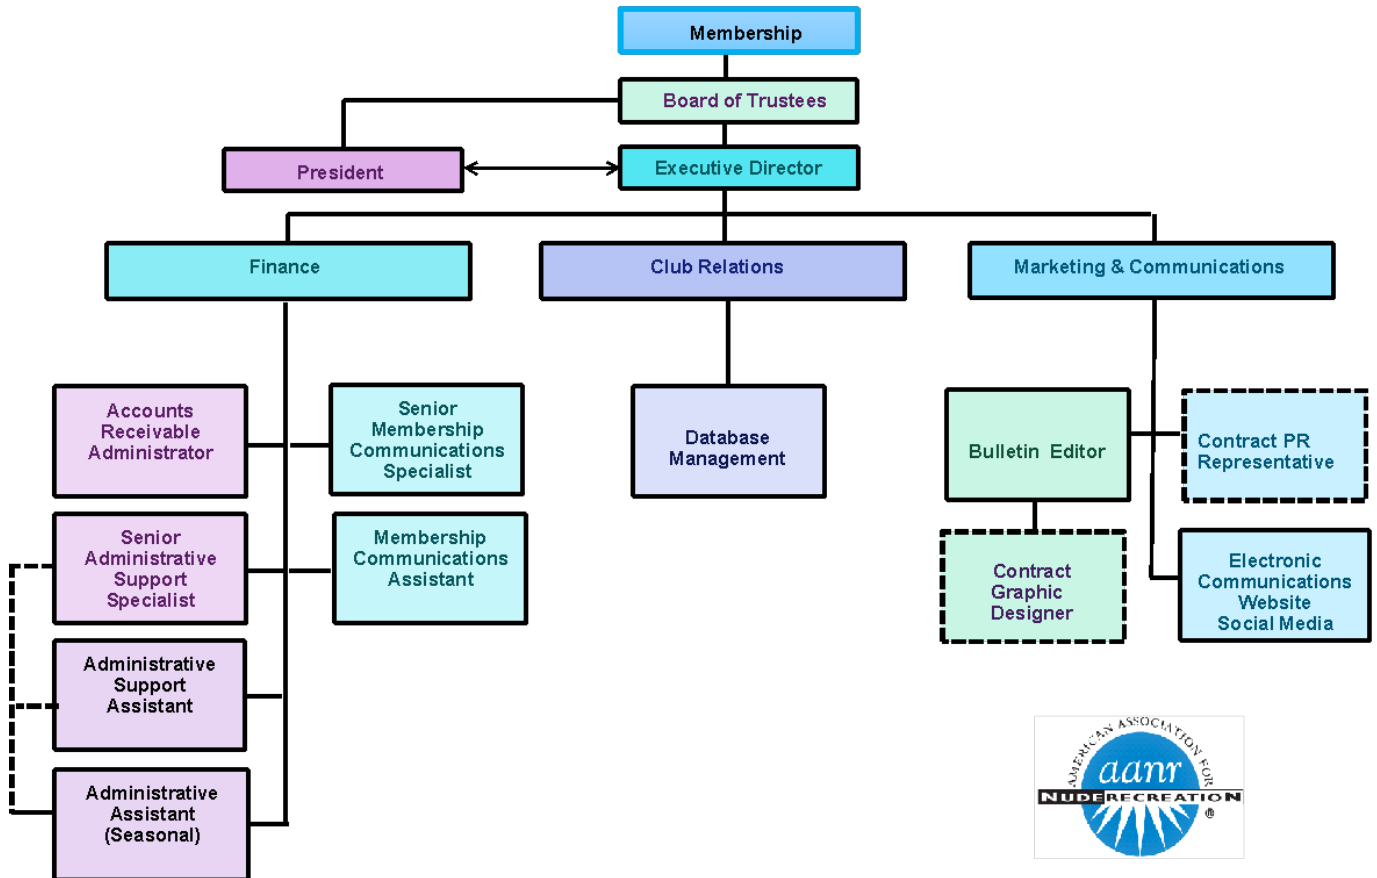 Membership
Board of Trustees
President
Executive Director
Finance
Club Relations
Marketing & Communications
Accounts
Receivable
Administrator
Senior
Membership
Communications
Specialist
Database
Management
Bulletin Editor
Contract PR
Representative
Senior
Administrative
Support
Specialist
Membership
Communications
Assistant
Contract
Graphic
Designer
Electronic
Communications
Website
Social Media
Administrative
Support
Assistant
Administrative
Assistant
(Seasonal)
AMERICAN ASSOCIATION FOR
aanr
NUDE RECREATION
®